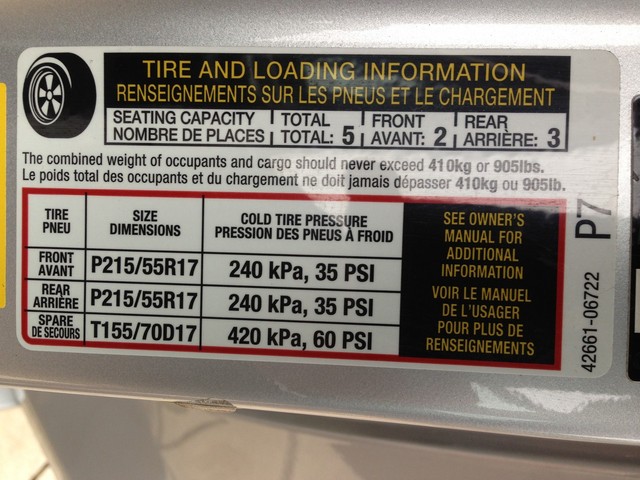 TIRE AND LOADING INFORMATION
RENSEIGNEMENTS SUR LES PNEUS ET LE CHARGEMENT
SEATING CAPACITY TOTAL FRONT REAR
NOMBRE DE PLACES TOTAL: 5 AVANT: 2 ARRIÈRE: 3
The combined weight of occupants and cargo should never exceed 410kg or 905lbs.
Le poids total des occupants et du chargement ne doit jamais dépasser 410kg ou 905lb.
TIRE SIZE COLD TIRE PRESSURE
PNEU DIMENSIONS PRESSION DES PNEUS À FROID
FRONT
AVANT P215/55R17 240 kPa, 35 PSI
REAR
ARRIÈRE P215/55R17 240 kPa, 35 PSI
SPARE
DE SECOURS T155/70D17 420 kPa, 60 PSI
SEE OWNER'S
MANUAL FOR
ADDITIONAL
INFORMATION
VOIR LE MANUEL
DE L'USAGER
POUR PLUS DE
RENSEIGNEMENTS
P7
42661-06722